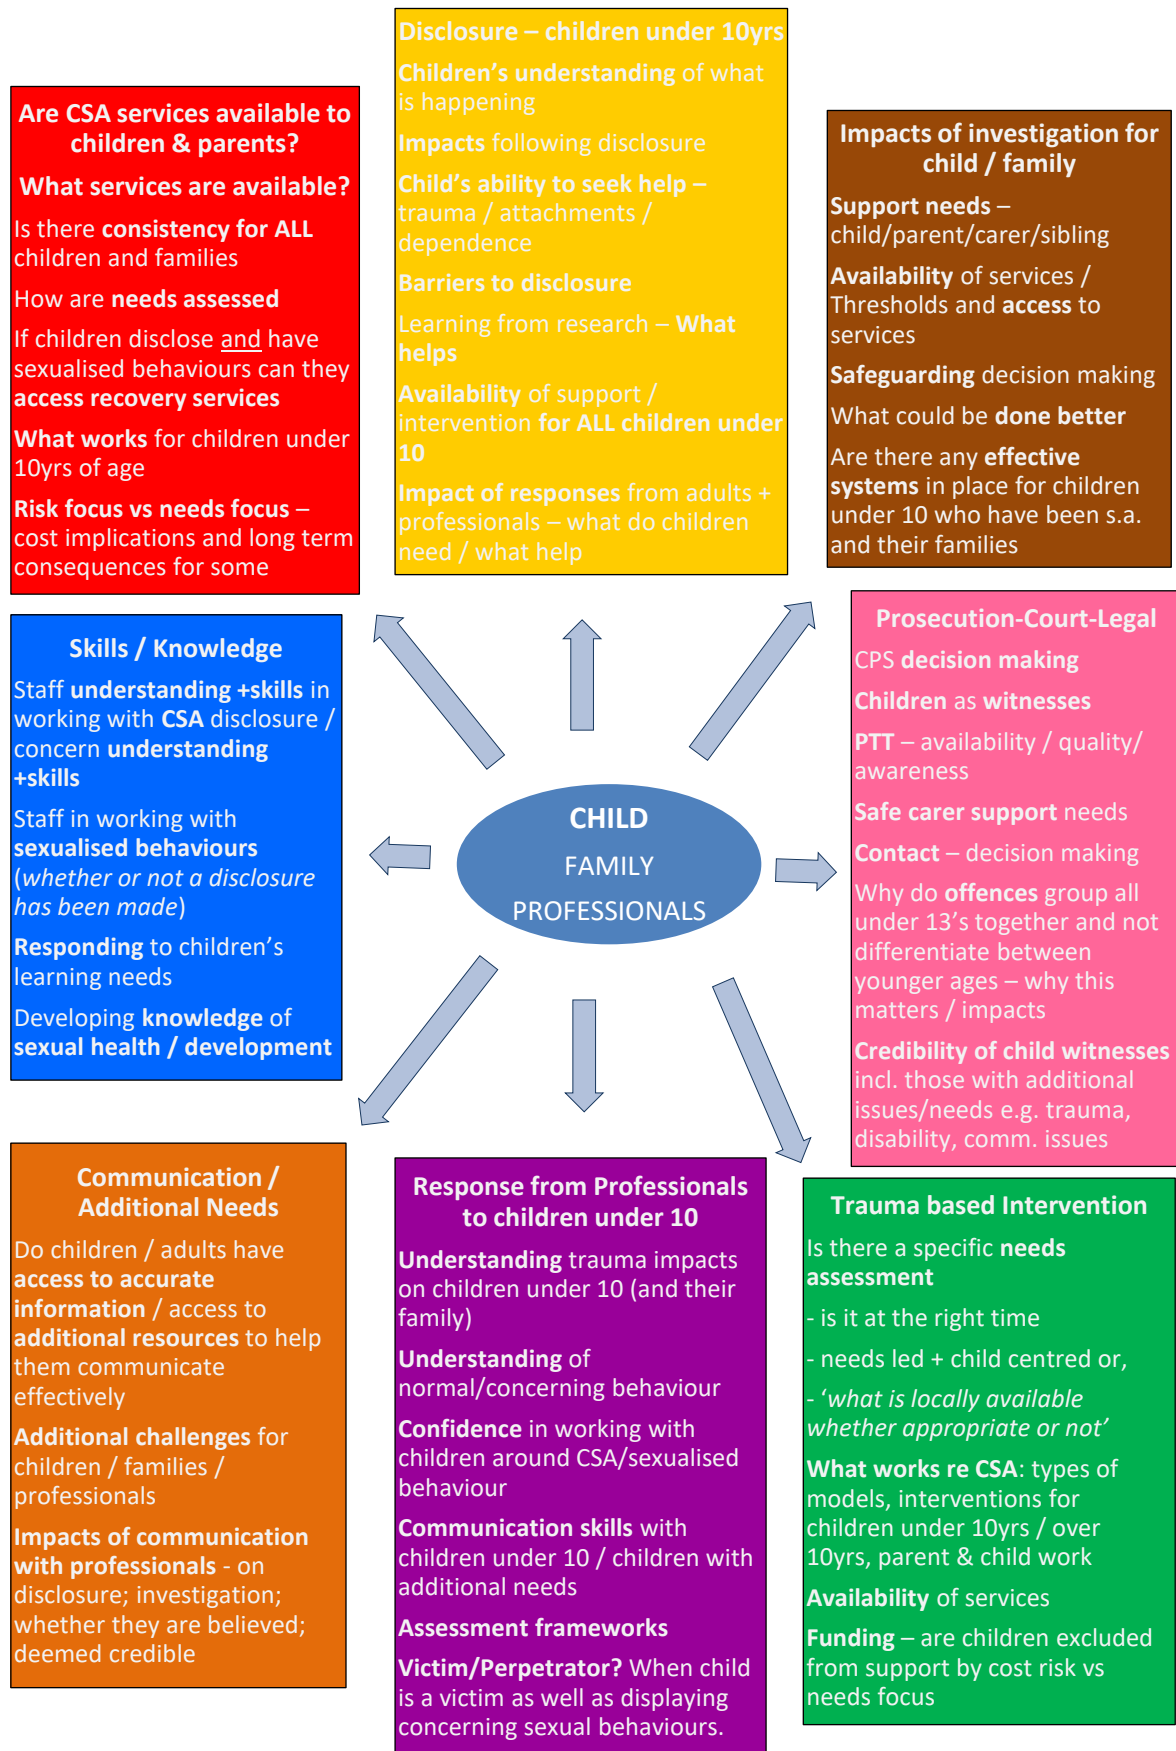 Disclosure – children under 10yrs
Children's understanding of what
is happening
Impacts following disclosure
Child's ability to seek help –
trauma / attachments /
dependence
Barriers to disclosure
Learning from research – What
helps
Availability of support /
intervention for ALL children under
10
Impact of responses from adults +
professionals – what do children
need / what help
Are CSA services available to
children & parents?
What services are available?
Is there consistency for ALL
children and families
How are needs assessed
If children disclose and have
sexualised behaviours can they
access recovery services
What works for children under
10yrs of age
Risk focus vs needs focus –
cost implications and long term
consequences for some
Impacts of investigation for
child / family
Support needs –
child/parent/carer/sibling
Availability of services /
Thresholds and access to
services
Safeguarding decision making
What could be done better
Are there any effective
systems in place for children
under 10 who have been s.a.
and their families
Skills / Knowledge
Staff understanding +skills in
working with CSA disclosure /
concern understanding
+skills
Staff in working with
sexualised behaviours
(whether or not a disclosure
has been made)
Responding to children's
learning needs
Developing knowledge of
sexual health / development
CHILD
FAMILY
PROFESSIONALS
Prosecution-Court-Legal
CPS decision making
Children as witnesses
PTT – availability / quality/
awareness
Safe carer support needs
Contact – decision making
Why do offences group all
under 13's together and not
differentiate between
younger ages – why this
matters / impacts
Credibility of child witnesses
incl. those with additional
issues/needs e.g. trauma,
disability, comm. issues
Communication /
Additional Needs
Do children / adults have
access to accurate
information / access to
additional resources to help
them communicate
effectively
Additional challenges for
children / families /
professionals
Impacts of communication
with professionals - on
disclosure; investigation;
whether they are believed;
deemed credible
Response from Professionals
to children under 10
Understanding trauma impacts
on children under 10 (and their
family)
Understanding of
normal/concerning behaviour
Confidence in working with
children around CSA/sexualised
behaviour
Communication skills with
children under 10 / children with
additional needs
Assessment frameworks
Victim/Perpetrator? When child
is a victim as well as displaying
concerning sexual behaviours.
Trauma based Intervention
Is there a specific needs
assessment
- is it at the right time
- needs led + child centred or,
- 'what is locally available
whether appropriate or not'
What works re CSA: types of
models, interventions for
children under 10yrs / over
10yrs, parent & child work
Availability of services
Funding – are children excluded
from support by cost risk vs
needs focus